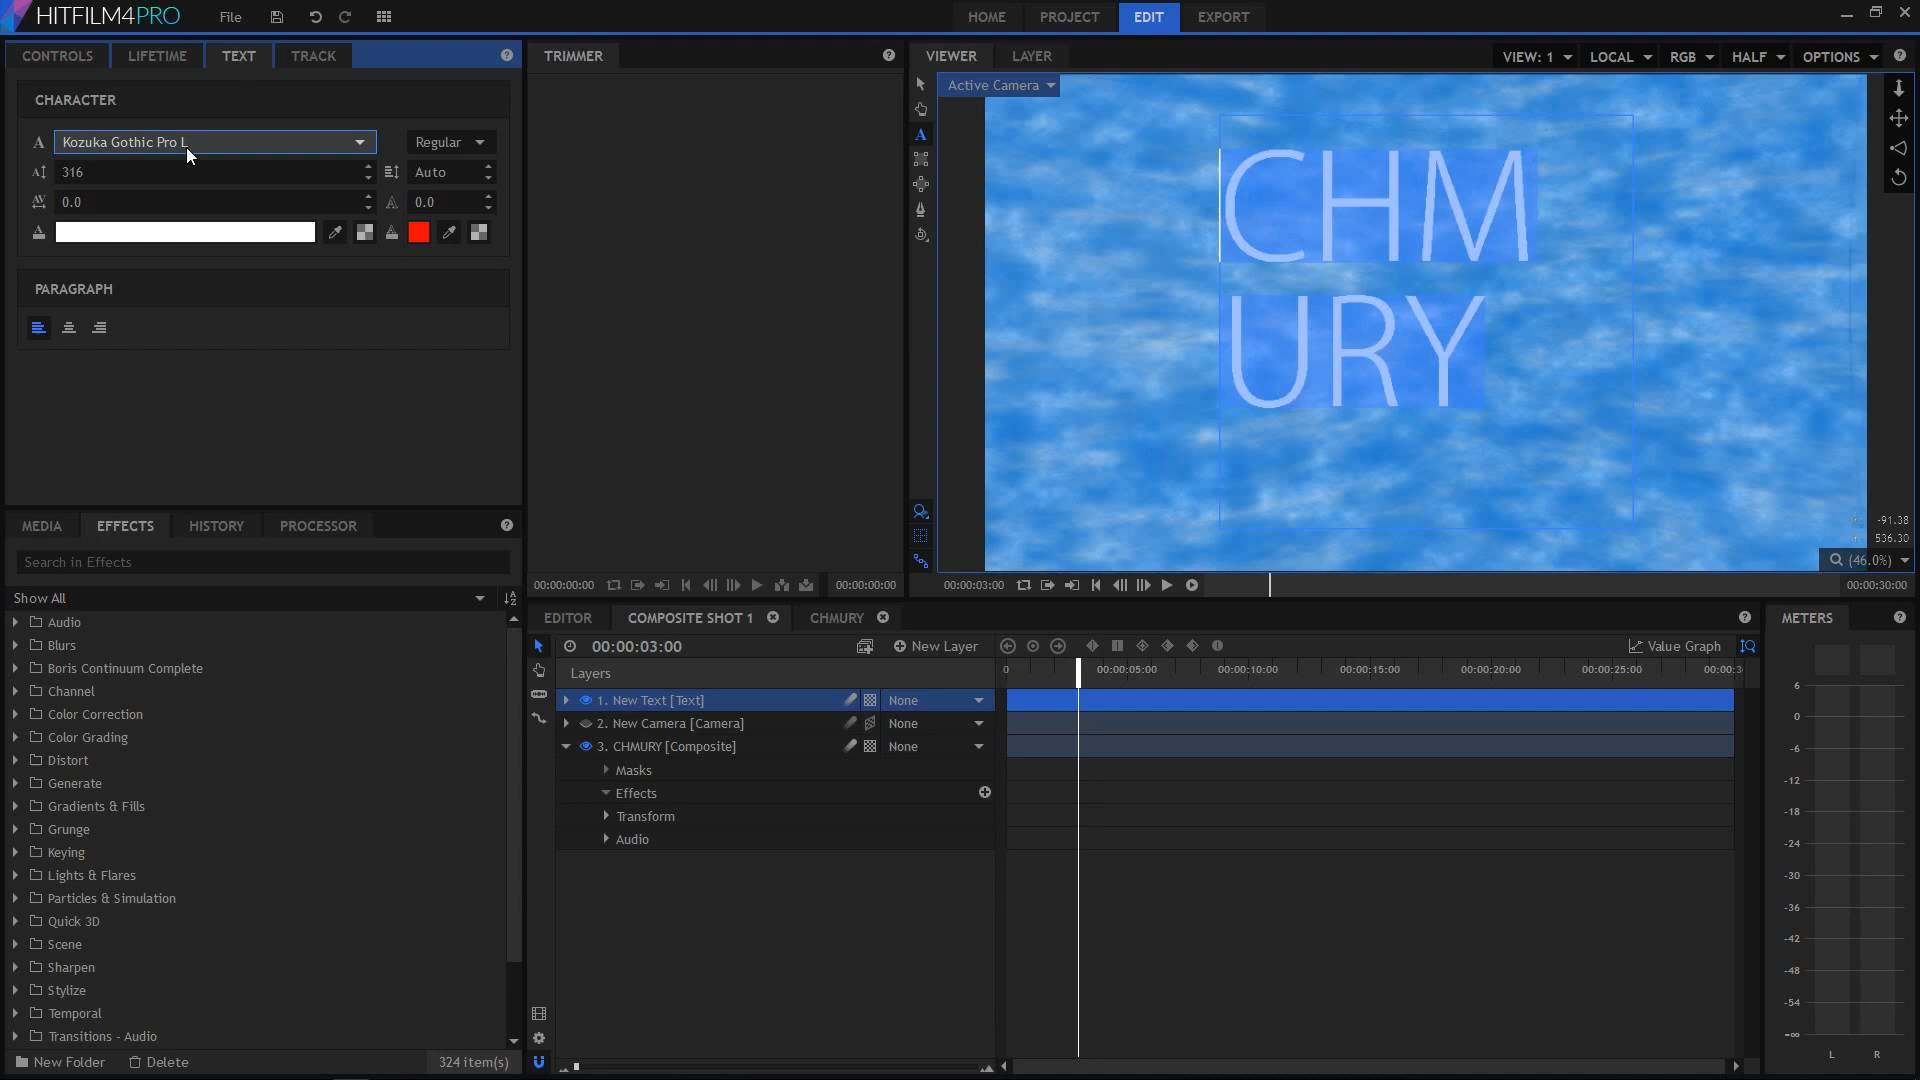 HITFILM4PRO
File
HOME PROJECT EDIT EXPORT
CONTROLS LIFETIME TEXT TRACK
CHARACTER
Kozuka Gothic Pro L Regular
316 Auto
0.0 0.0
PARAGRAPH
TRIMMER
00:00:00:00 00:00:00:00
VIEWER LAYER
VIEW: 1 LOCAL RGB HALF OPTIONS
Active Camera
CHM
URY
-91.38
536.30
(46.0%)
00:00:03:00 00:00:30:00
MEDIA EFFECTS HISTORY PROCESSOR
Search in Effects
Show All
Audio
Blurs
Boris Continuum Complete
Channel
Color Correction
Color Grading
Distort
Generate
Gradients & Fills
Grunge
Keying
Lights & Flares
Particles & Simulation
Quick 3D
Scene
Sharpen
Stylize
Temporal
Transitions - Audio
New Folder Delete 324 item(s)
EDITOR COMPOSITE SHOT 1 CHMURY
00:00:03:00 New Layer Value Graph
Layers
0 00:00:05:00 00:00:10:00 00:00:15:00 00:00:20:00 00:00:25:00 00:00:3
1. New Text [Text] None
2. New Camera [Camera] None
3. CHMURY [Composite] None
Masks
Effects
Transform
Audio
METERS
6
0
-6
-12
-18
-24
-30
-36
-42
-48
-54
-∞
L R